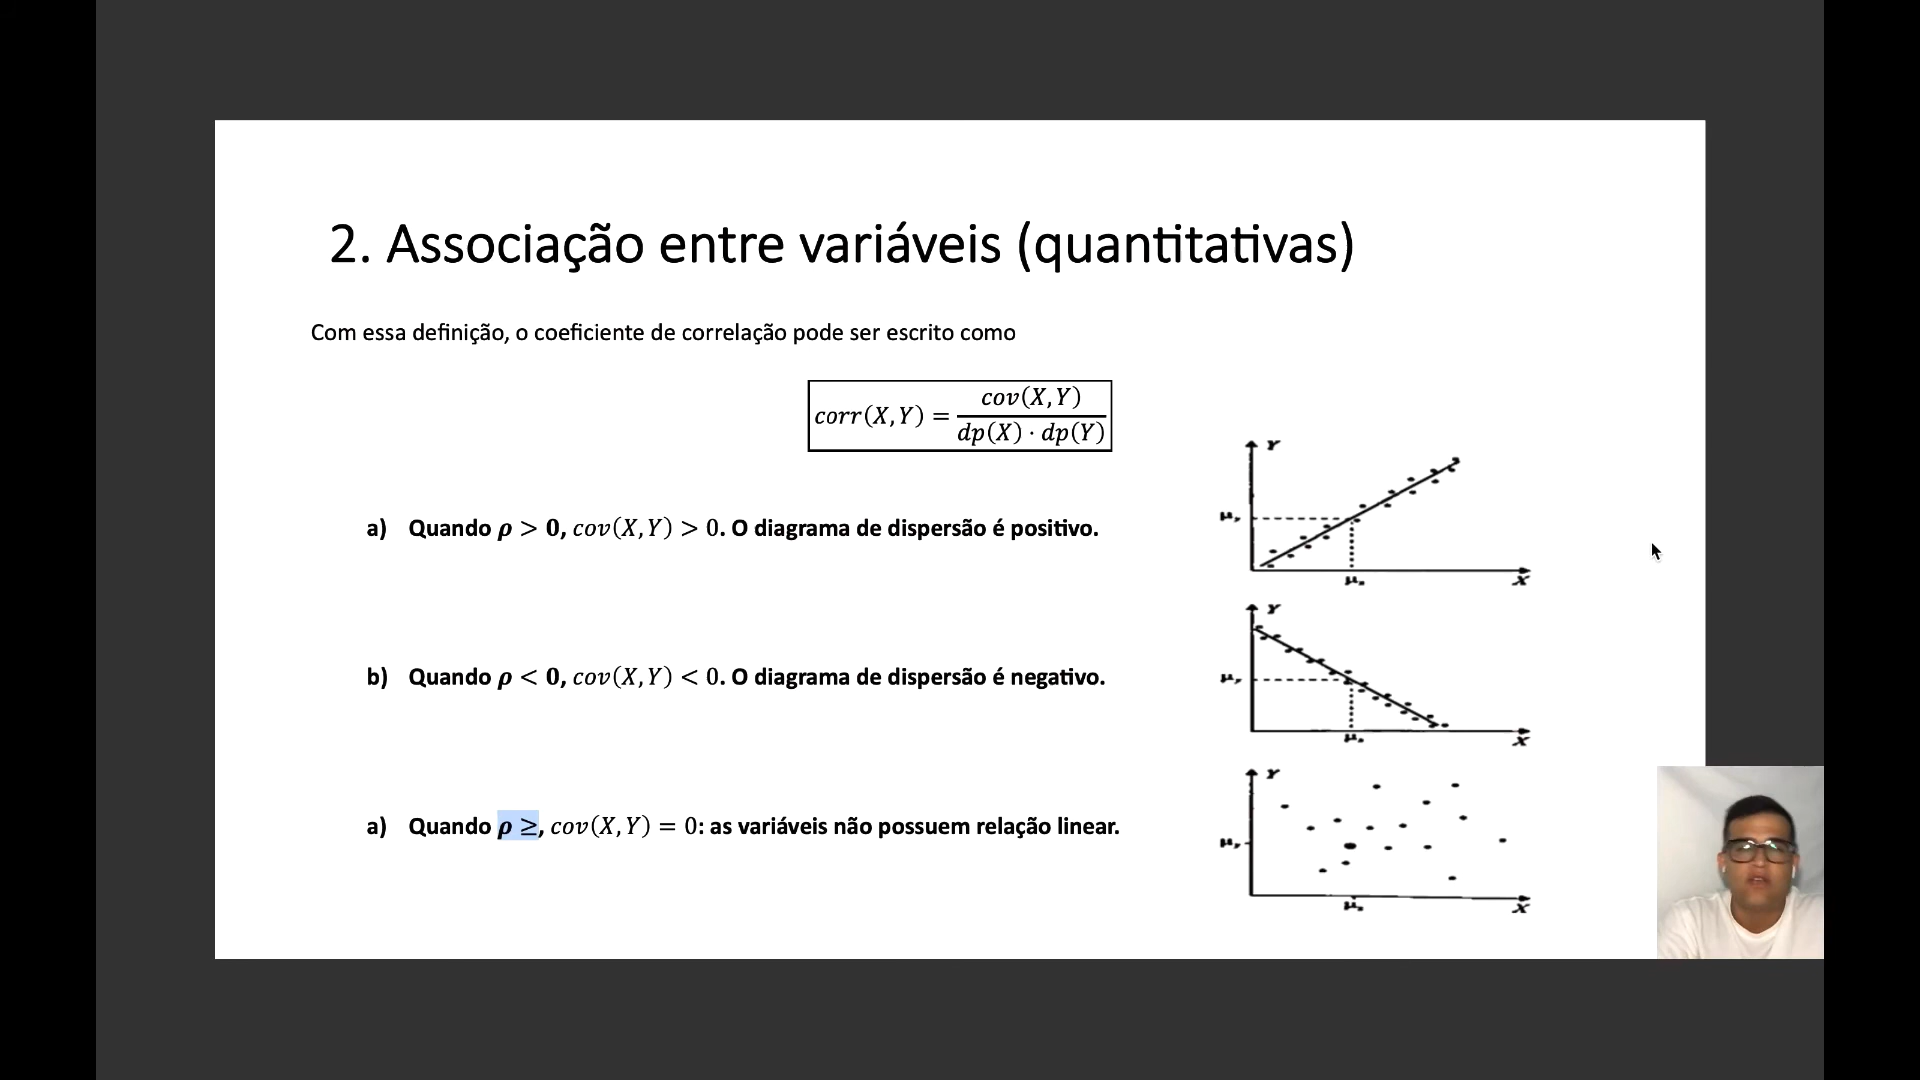 2. Associação entre variáveis (quantitativas)
Com essa definição, o coeficiente de correlação pode ser escrito como
corr(X,Y) = cov(X,Y) / dp(X) · dp(Y)
a) Quando ρ > 0, cov(X,Y) > 0. O diagrama de dispersão é positivo.
Y
μy
μx
X
b) Quando ρ < 0, cov(X,Y) < 0. O diagrama de dispersão é negativo.
Y
μy
μx
X
a) Quando ρ ≥, cov(X,Y) = 0: as variáveis não possuem relação linear.
Y
μy
μx
X